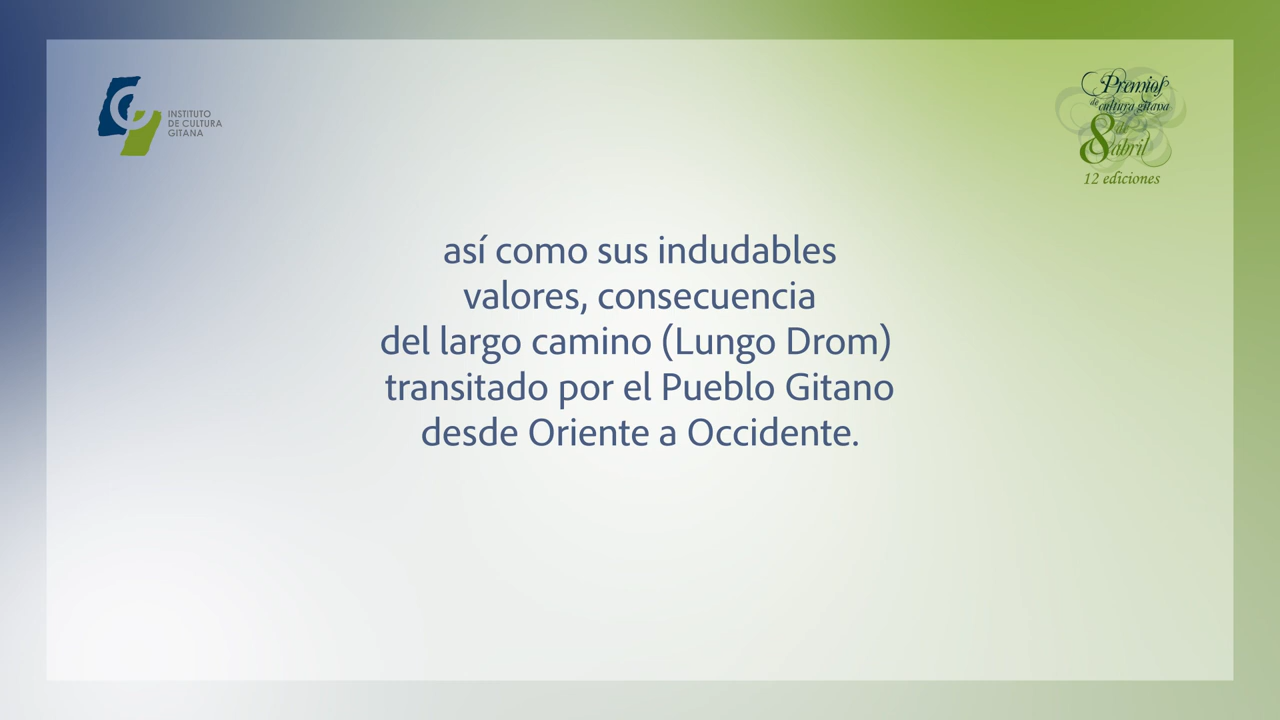 INSTITUTO
DE CULTURA
GITANA
Premios
de cultura gitana
8 de
abril
12 ediciones
así como sus indudables
valores, consecuencia
del largo camino (Lungo Drom)
transitado por el Pueblo Gitano
desde Oriente a Occidente.